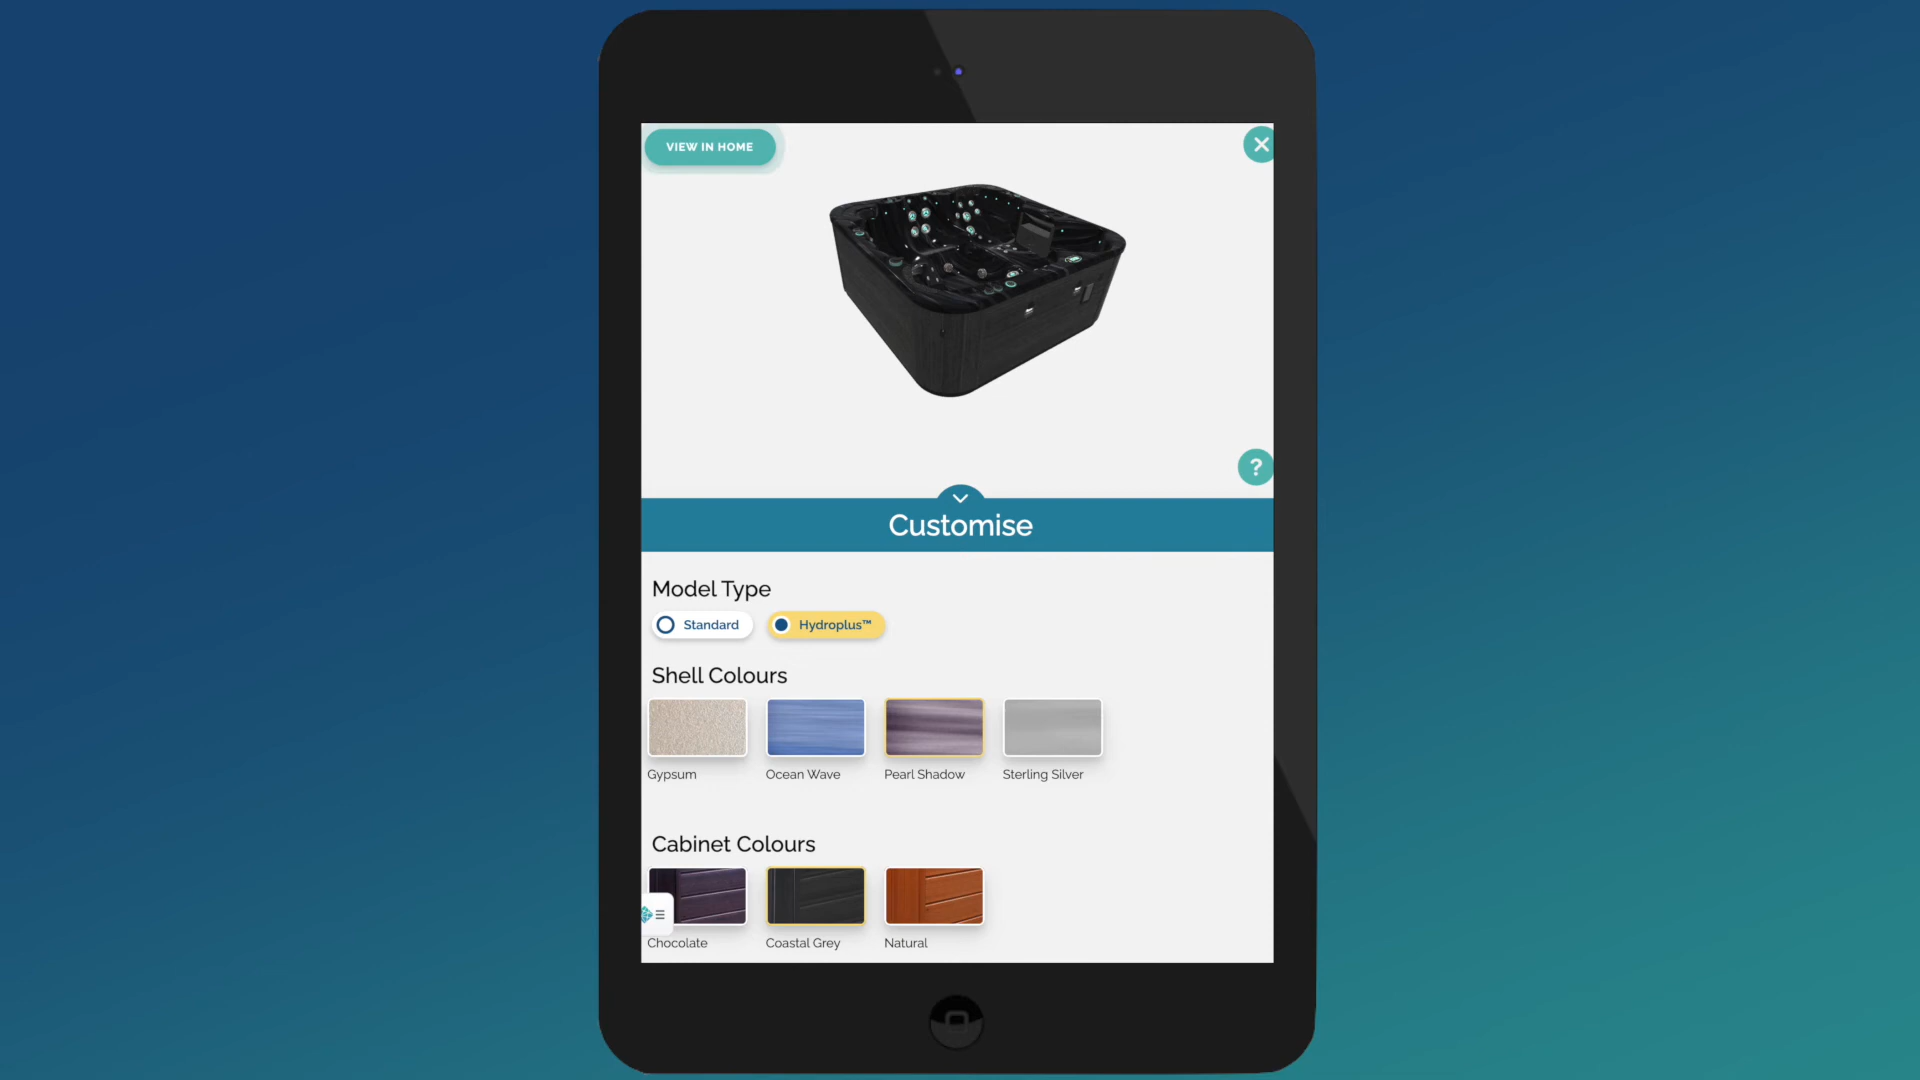 VIEW IN HOME
?
Customise
Model Type
Standard
Hydroplus™
Shell Colours
Gypsum
Ocean Wave
Pearl Shadow
Sterling Silver
Cabinet Colours
Chocolate
Coastal Grey
Natural